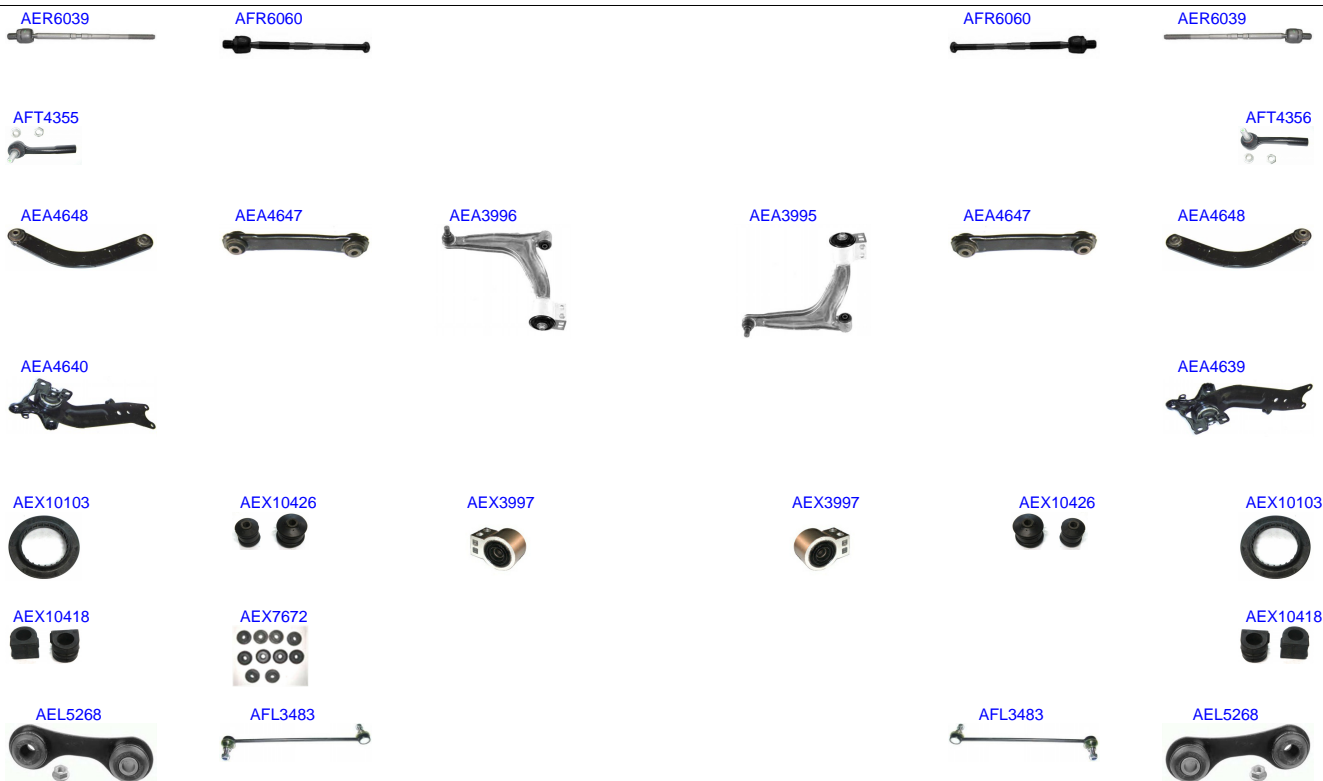 AER6039 AFR6060 AFR6060 AER6039
AFT4355 AFT4356
AEA4648 AEA4647 AEA3996 AEA3995 AEA4647 AEA4648
AEA4640 AEA4639
AEX10103 AEX10426 AEX3997 AEX3997 AEX10426 AEX10103
AEX10418 AEX7672 AEX10418
AEL5268 AFL3483 AFL3483 AEL5268